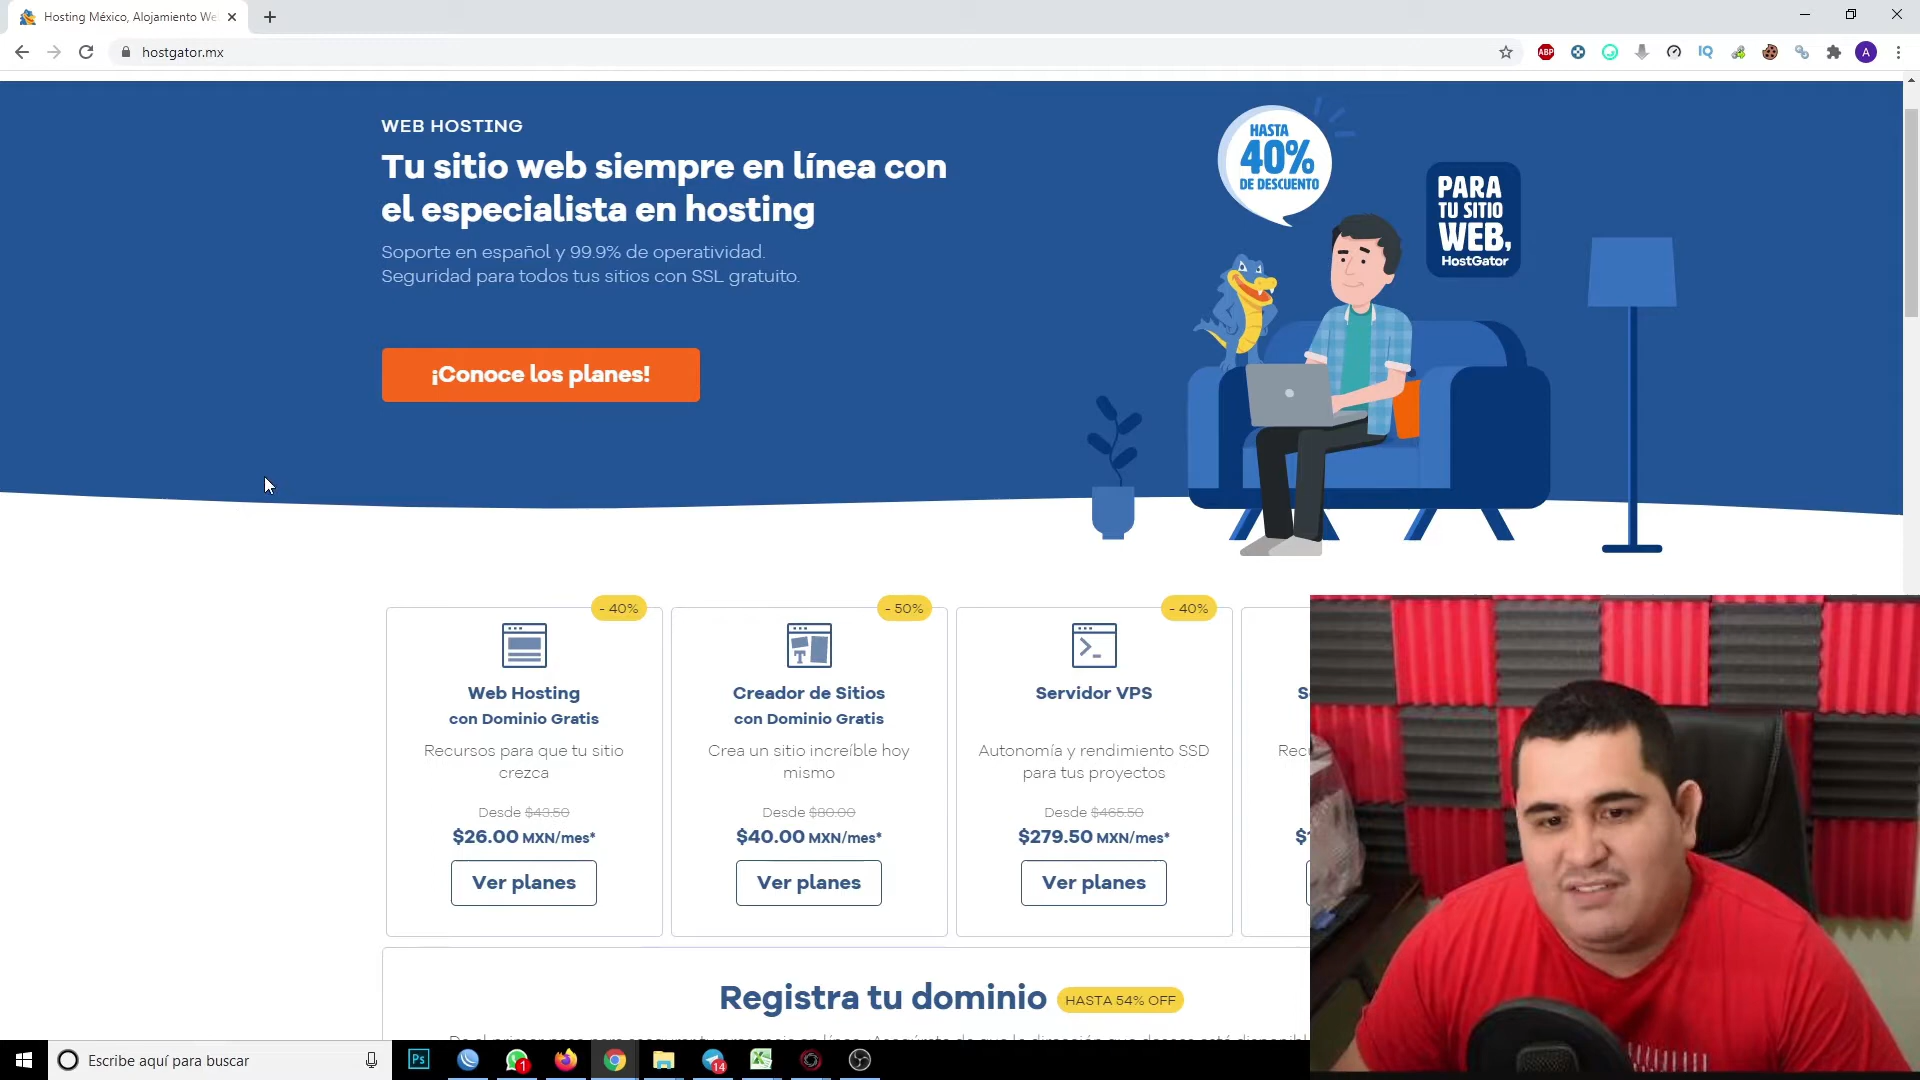 Hosting México, Alojamiento We
hostgator.mx
ABP
IQ
A
WEB HOSTING
Tu sitio web siempre en línea con
el especialista en hosting
Soporte en español y 99.9% de operatividad.
Seguridad para todos tus sitios con SSL gratuito.
¡Conoce los planes!
HASTA
40%
DE DESCUENTO
PARA
TU SITIO
WEB,
HostGator
- 40%
Web Hosting
con Dominio Gratis
Recursos para que tu sitio
crezca
Desde $43.50
$26.00 MXN/mes*
Ver planes
- 50%
Creador de Sitios
con Dominio Gratis
Crea un sitio increíble hoy
mismo
Desde $80.00
$40.00 MXN/mes*
Ver planes
- 40%
Servidor VPS
Autonomía y rendimiento SSD
para tus proyectos
Desde $465.50
$279.50 MXN/mes*
Ver planes
Registra tu dominio HASTA 54% OFF
Escribe aquí para buscar
Ps
1
14